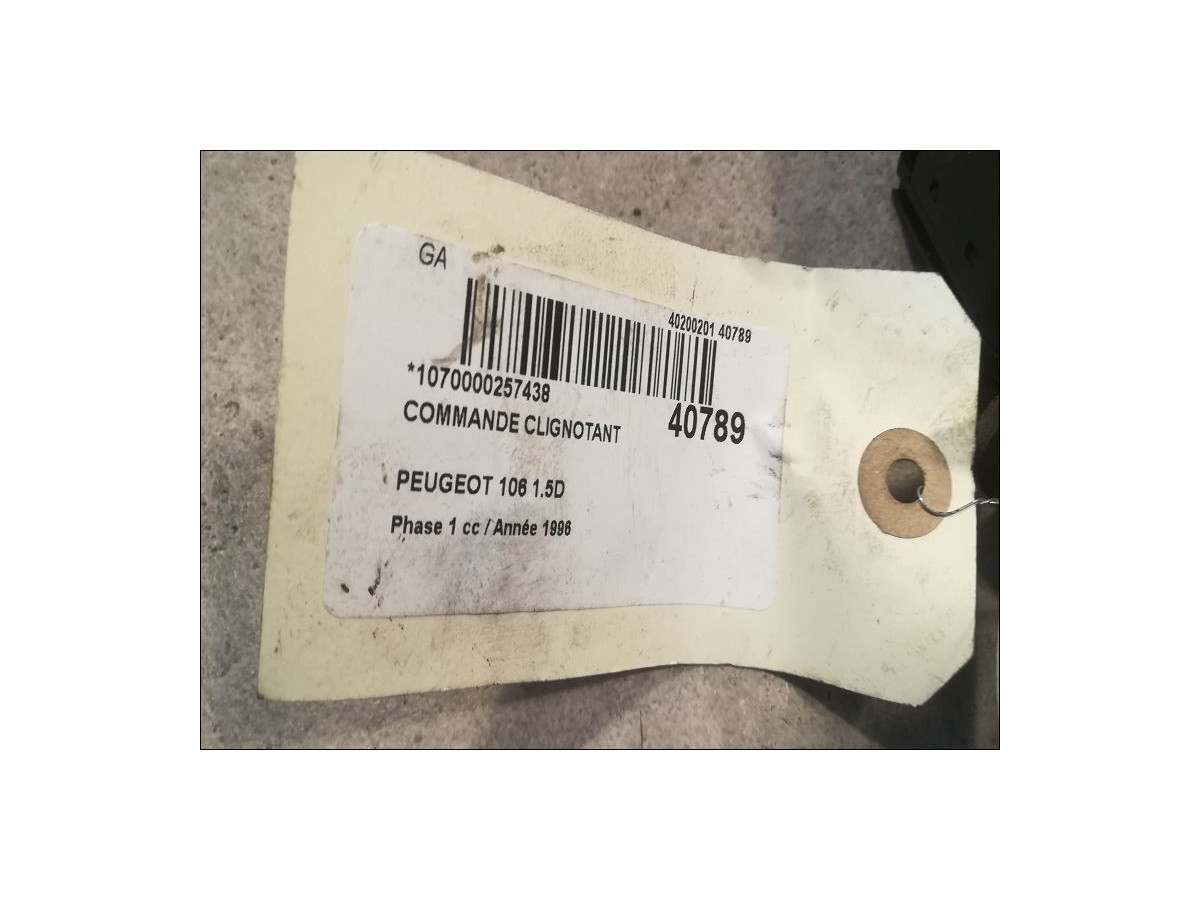 GA
40200201 40789
*1070000257438
40789
COMMANDE CLIGNOTANT
PEUGEOT 106 1.5D
Phase 1 cc / Année 1996